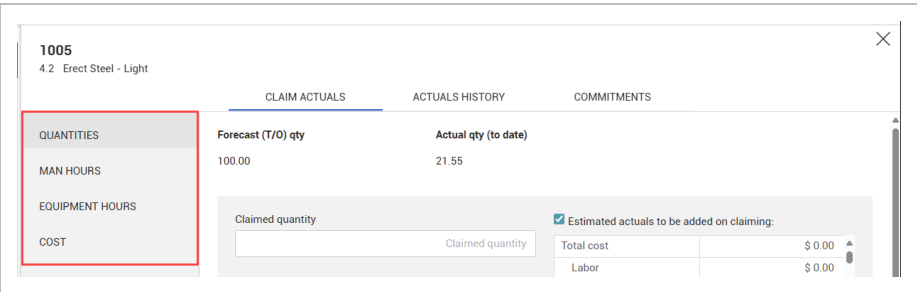 1005
4.2 Erect Steel - Light
CLAIM ACTUALS ACTUALS HISTORY COMMITMENTS
QUANTITIES
MAN HOURS
EQUIPMENT HOURS
COST
Forecast (T/O) qty Actual qty (to date)
100.00 21.55
Claimed quantity
Claimed quantity
Estimated actuals to be added on claiming:
Total cost $ 0.00
Labor $ 0.00